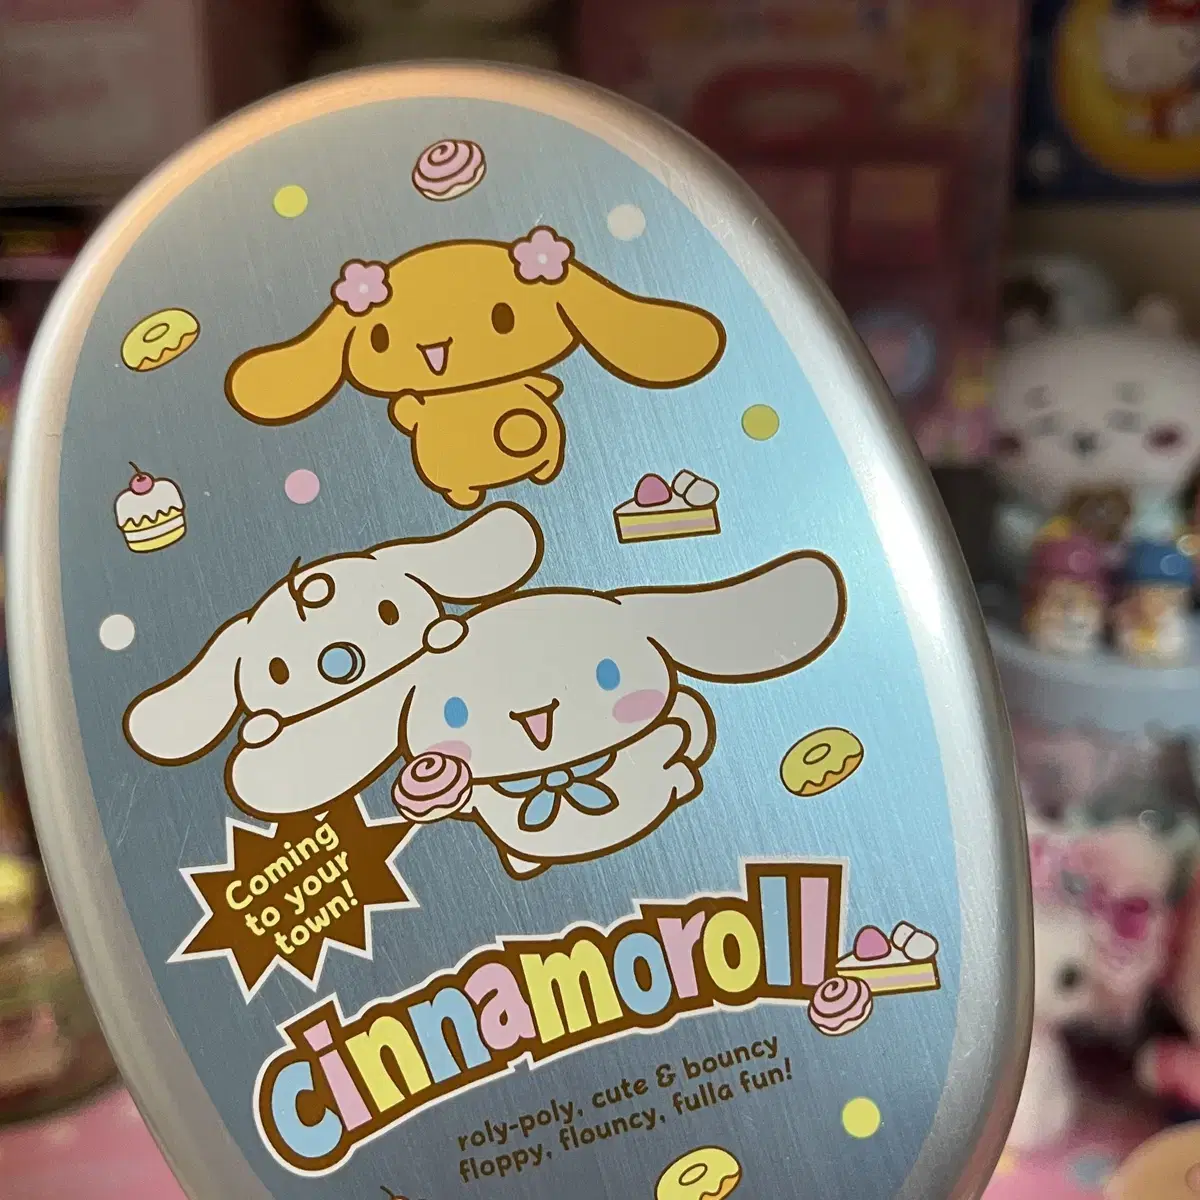 Coming
to your
town!
cinnamoroll
roly-poly, cute & bouncy
floppy, flouncy, fulla fun!